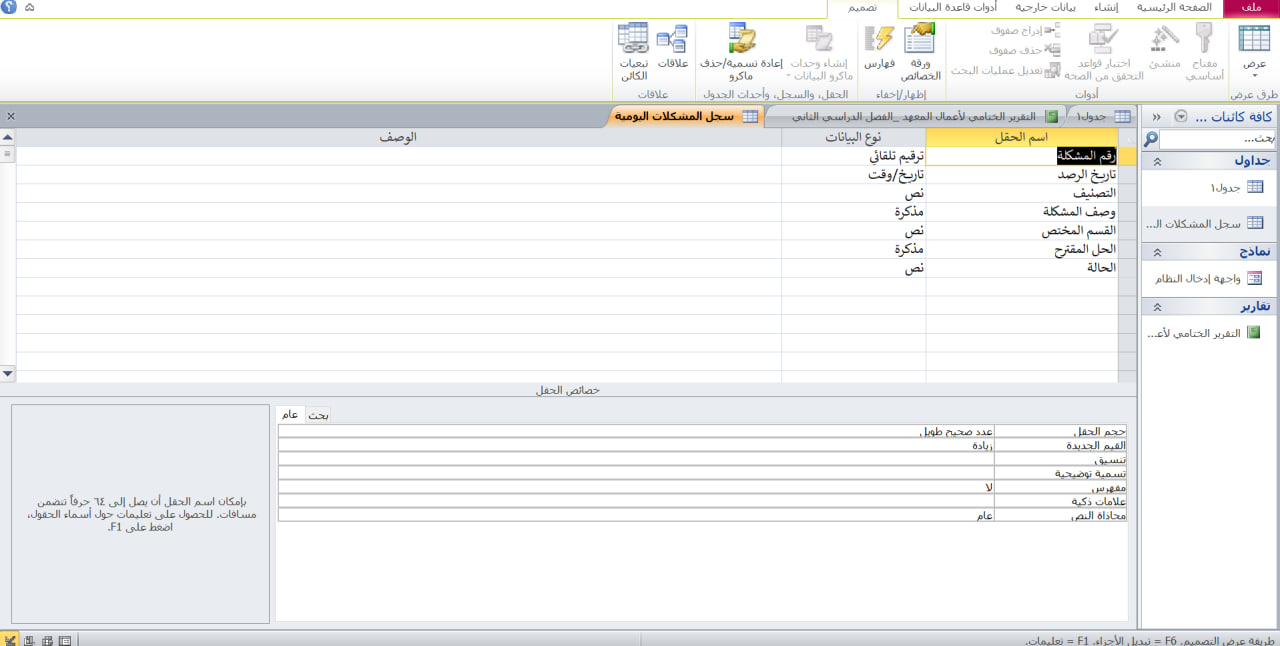 ملف الصفحة الرئيسية إنشاء بيانات خارجية أدوات قاعدة البيانات تصميم
عرض
مفتاح أساسي
منشئ
اختبار قواعد التحقق من الصحة
إدراج صفوف
حذف صفوف
تعديل عمليات البحث
ورقة الخصائص
فهارس
إنشاء وحدات ماكرو البيانات
إعادة تسمية/حذف ماكرو
علاقات
تبعيات الكائن
طرق عرض أدوات إظهار/إخفاء الحقل، والسجل، وأحداث الجدول علاقات
كافة كائنات ...
بحث...
جداول
جدول١
سجل المشكلات ال...
نماذج
واجهة إدخال النظام
تقارير
التقرير الختامي لأع...
جدول١ التقرير الختامي لأعمال المعهد _الفصل الدراسي الثاني سجل المشكلات اليومية
اسم الحقل نوع البيانات الوصف
رقم المشكلة ترقيم تلقائي
تاريخ الرصد تاريخ/وقت
التصنيف نص
وصف المشكلة مذكرة
القسم المختص نص
الحل المقترح مذكرة
الحالة نص
خصائص الحقل
عام بحث
حجم الحقل عدد صحيح طويل
القيم الجديدة زيادة
تنسيق
تسمية توضيحية
مفهرس لا
علامات ذكية
محاذاة النص عام
بإمكان اسم الحقل أن يصل إلى ٦٤ حرفاً تتضمن
مسافات. للحصول على تعليمات حول أسماء الحقول،
اضغط على F1.
طريقة عرض التصميم. F6 = تبديل الأجزاء. F1 = تعليمات.